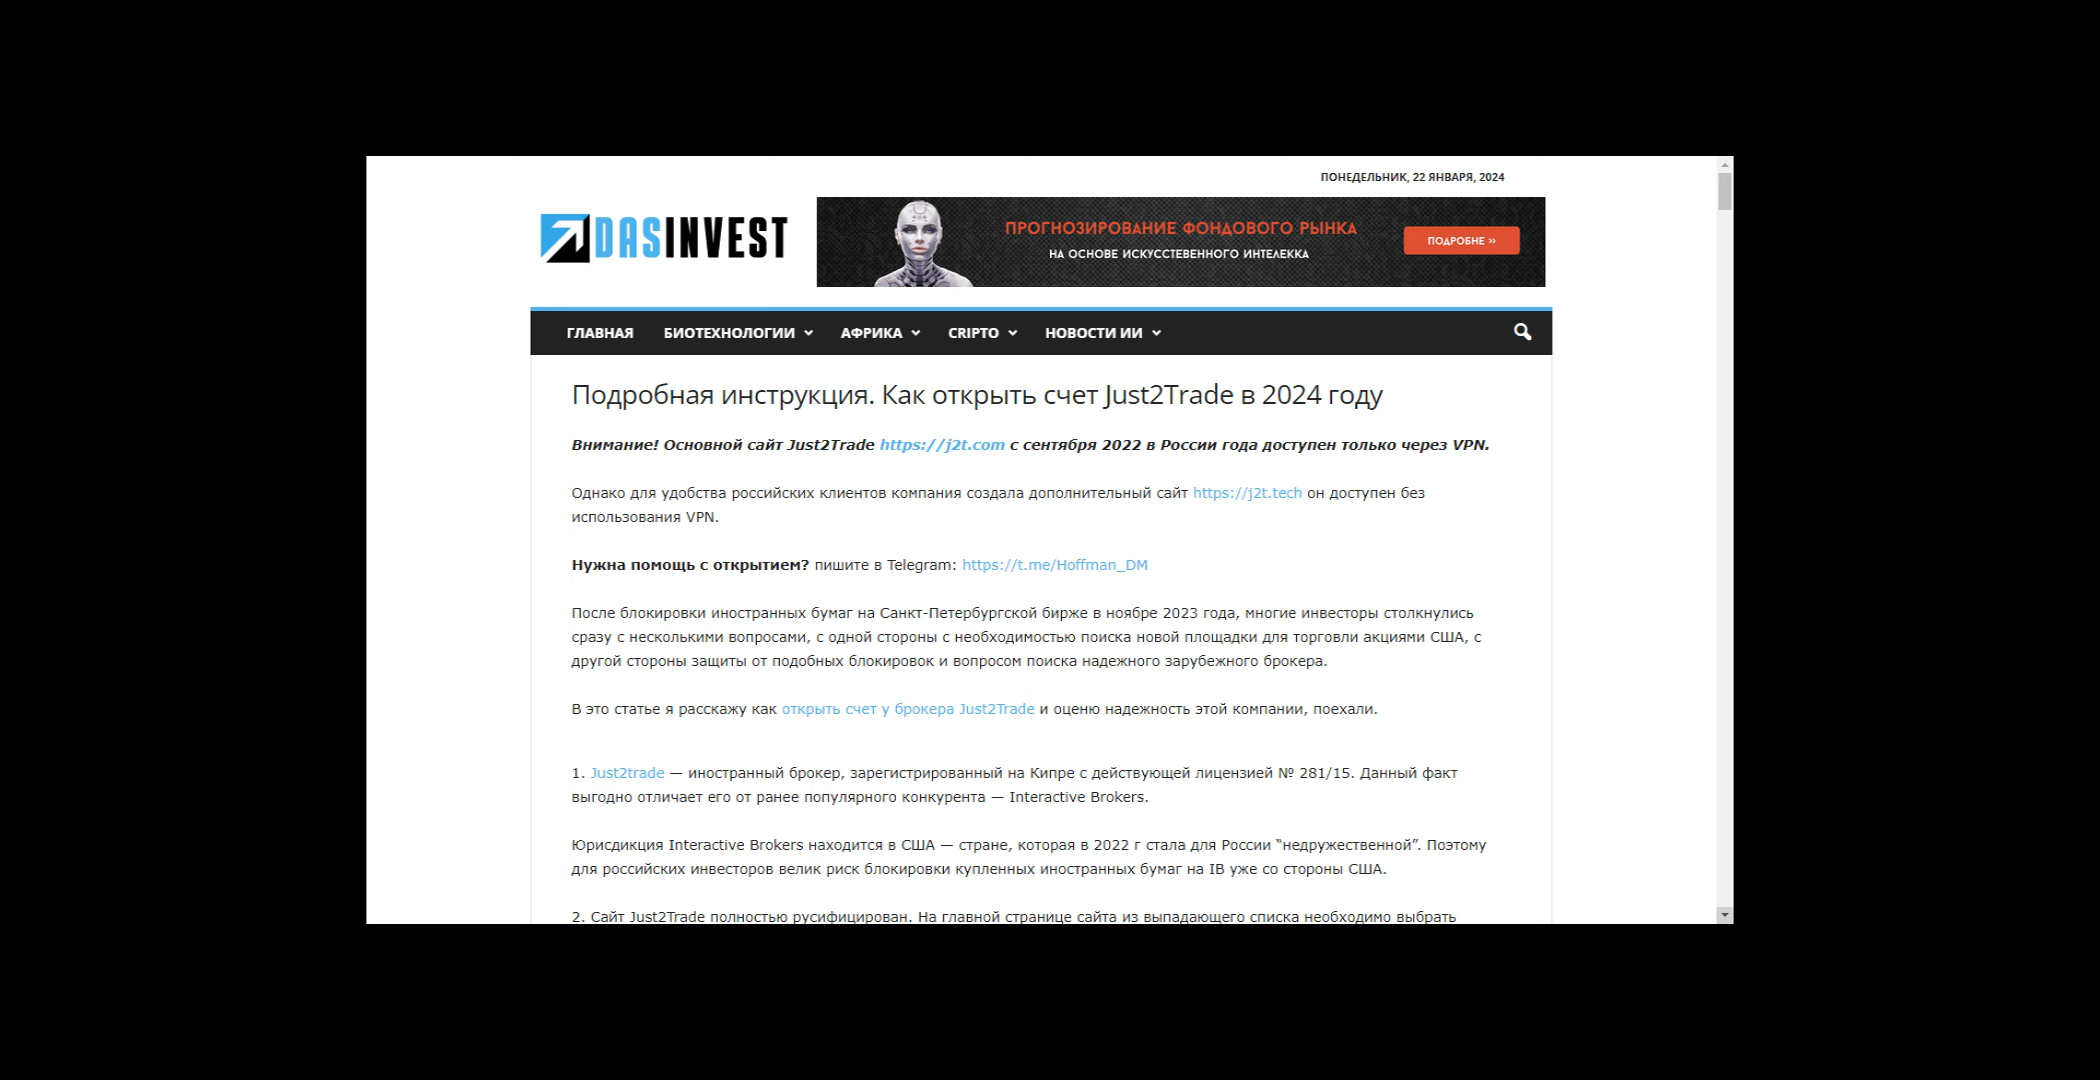 ПОНЕДЕЛЬНИК, 22 ЯНВАРЯ, 2024
DASINVEST
ПРОГНОЗИРОВАНИЕ ФОНДОВОГО РЫНКА
НА ОСНОВЕ ИСКУССТЕВЕННОГО ИНТЕЛЕККА
ПОДРОБНЕ ››
ГЛАВНАЯ БИОТЕХНОЛОГИИ АФРИКА CRIPTO НОВОСТИ ИИ
Подробная инструкция. Как открыть счет Just2Trade в 2024 году
Внимание! Основной сайт Just2Trade https://j2t.com с сентября 2022 в России года доступен только через VPN.
Однако для удобства российских клиентов компания создала дополнительный сайт https://j2t.tech он доступен без
использования VPN.
Нужна помощь с открытием? пишите в Telegram: https://t.me/Hoffman_DM
После блокировки иностранных бумаг на Санкт-Петербургской бирже в ноябре 2023 года, многие инвесторы столкнулись
сразу с несколькими вопросами, с одной стороны с необходимостью поиска новой площадки для торговли акциями США, с
другой стороны защиты от подобных блокировок и вопросом поиска надежного зарубежного брокера.
В это статье я расскажу как открыть счет у брокера Just2Trade и оценю надежность этой компании, поехали.
1. Just2trade — иностранный брокер, зарегистрированный на Кипре с действующей лицензией № 281/15. Данный факт
выгодно отличает его от ранее популярного конкурента — Interactive Brokers.
Юрисдикция Interactive Brokers находится в США — стране, которая в 2022 г стала для России “недружественной”. Поэтому
для российских инвесторов велик риск блокировки купленных иностранных бумаг на IB уже со стороны США.
2. Сайт Just2Trade полностью русифицирован. На главной странице сайта из выпадающего списка необходимо выбрать